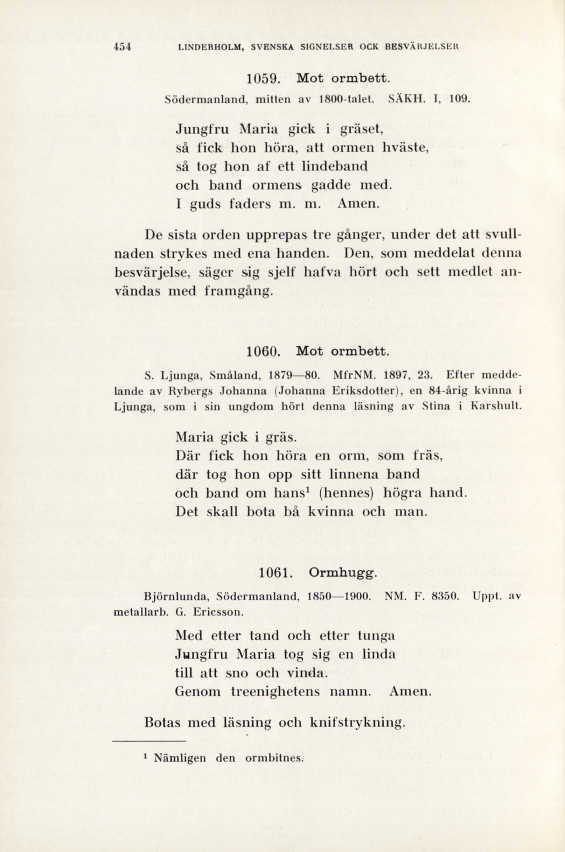 454 LINDERHOLM, SVENSKA SIGNELSER OCK BESVÄRJELSER
1059. Mot ormbett.
Södermanland, mitten av 1800-talet. SÄKH. I, 109.
Jungfru Maria gick i gräset,
så fick hon höra, att ormen hväste,
så tog hon af ett lindeband
och band ormens gadde med.
I guds faders m. m. Amen.
De sista orden upprepas tre gånger, under det att svull-
naden strykes med ena handen. Den, som meddelat denna
besvärjelse, säger sig sjelf hafva hört och sett medlet an-
vändas med framgång.
1060. Mot ormbett.
S. Ljunga, Småland, 1879—80. MfrNM. 1897, 23. Efter medde-
lande av Rybergs Johanna (Johanna Eriksdotter), en 84-årig kvinna i
Ljunga, som i sin ungdom hört denna läsning av Stina i Karshult.
Maria gick i gräs.
Där fick hon höra en orm, som fräs,
där tog hon opp sitt linnena band
och band om hans¹ (hennes) högra hand.
Det skall bota bå kvinna och man.
1061. Ormhugg.
Björnlunda, Södermanland, 1850—1900. NM. F. 8350. Uppt. av
metallarb. G. Ericsson.
Med etter tand och etter tunga
Jungfru Maria tog sig en linda
till att sno och vinda.
Genom treenighetens namn. Amen.
Botas med läsning och knifstrykning.
¹ Nämligen den ormbitnes.